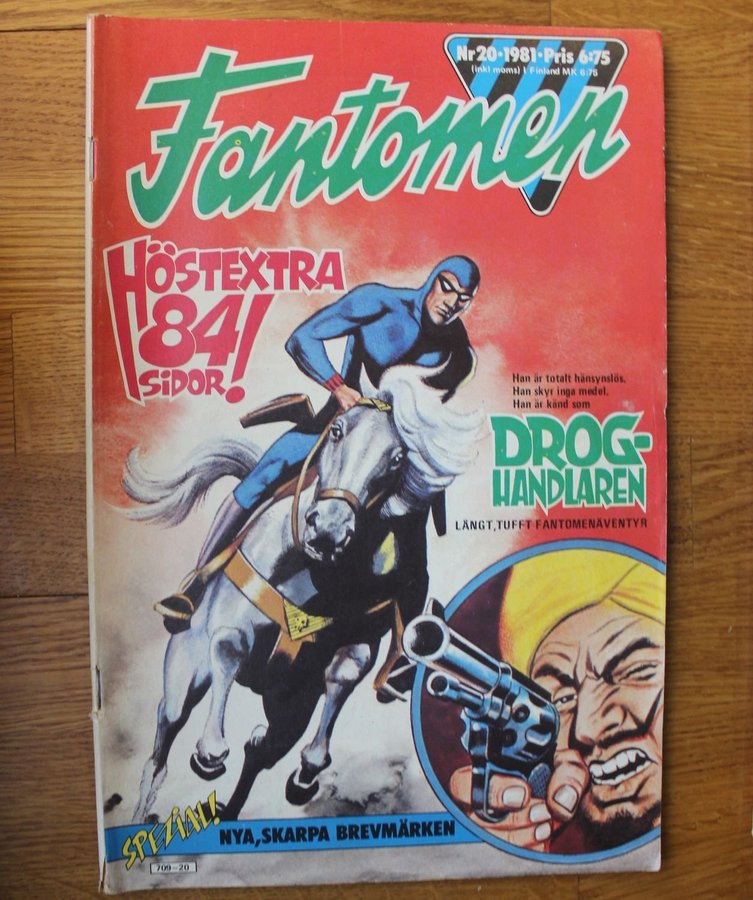 Nr 20•1981•Pris 6:75
(inkl moms) I Finland MK 6:75
Fantomen
HÖSTEXTRA
84
SIDOR!
Han är totalt hänsynslös.
Han skyr inga medel.
Han är känd som
DROG-
HANDLAREN
LÅNGT, TUFFT FANTOMENÄVENTYR
SPEZIAL!
NYA, SKARPA BREVMÄRKEN
709—20